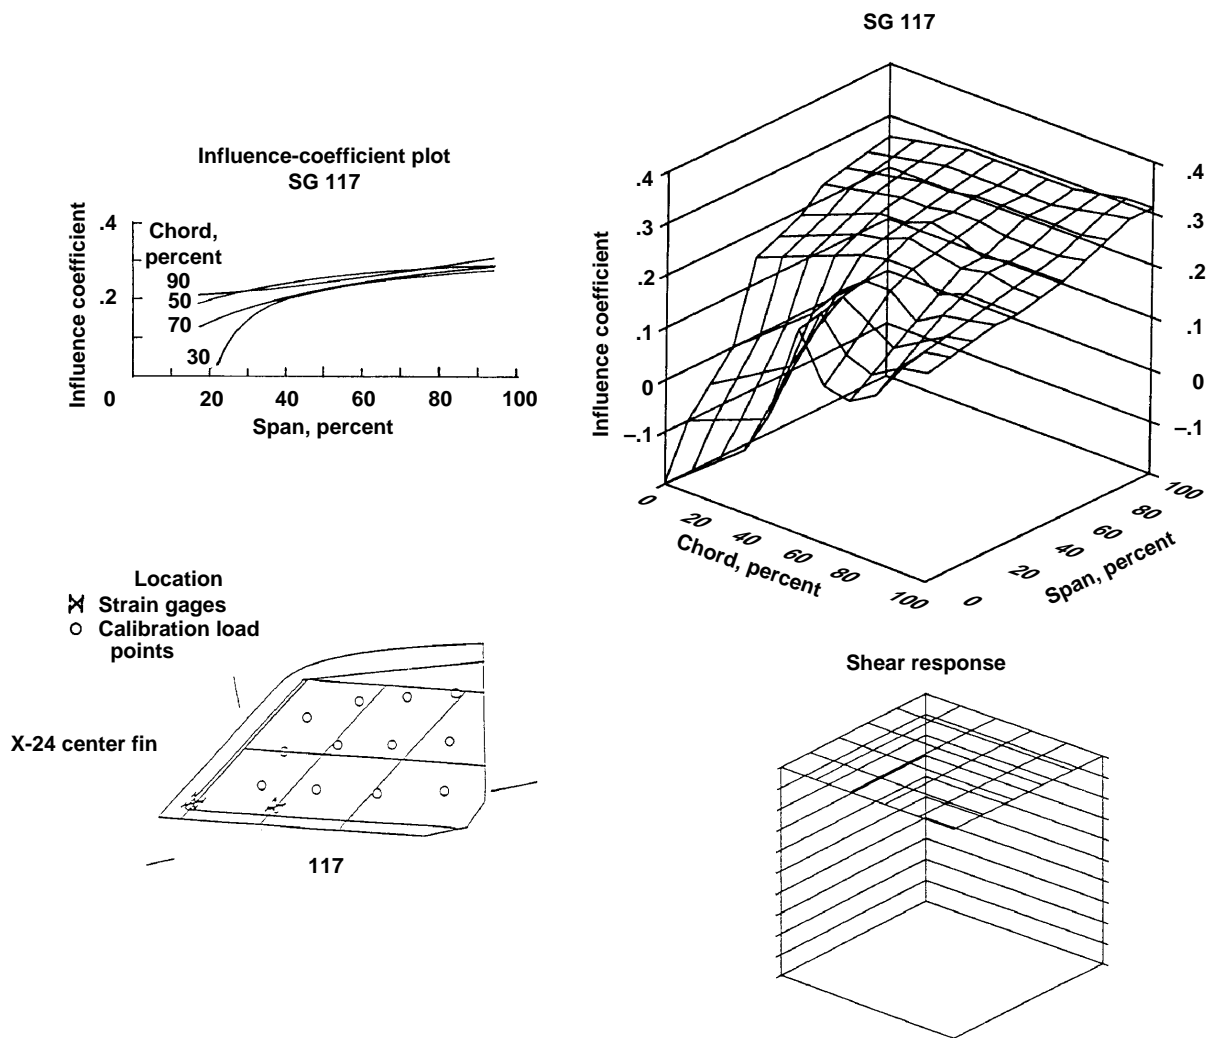 SG 117
Influence-coefficient plot
SG 117
Influence coefficient
.4
.2
Chord,
percent
90
50
70
30
0
20
40
60
80
100
Span, percent
Influence coefficient
.4
.3
.2
.1
0
–.1
.4
.3
.2
.1
0
–.1
0
20
40
60
80
100
Chord, percent
0
20
40
60
80
100
Span, percent
Location
Strain gages
Calibration load
points
X-24 center fin
117
Shear response